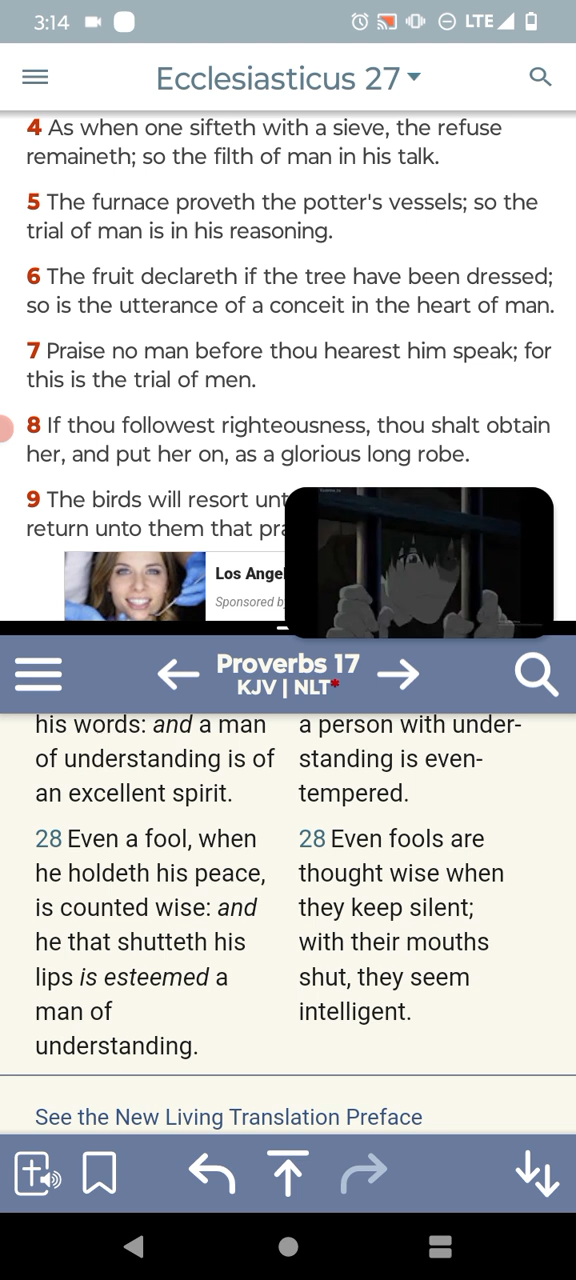 3:14
LTE
Ecclesiasticus 27
4 As when one sifteth with a sieve, the refuse
remaineth; so the filth of man in his talk.
5 The furnace proveth the potter's vessels; so the
trial of man is in his reasoning.
6 The fruit declareth if the tree have been dressed;
so is the utterance of a conceit in the heart of man.
7 Praise no man before thou hearest him speak; for
this is the trial of men.
8 If thou followest righteousness, thou shalt obtain
her, and put her on, as a glorious long robe.
9 The birds will resort
return unto them that
Los
Sponsored
Proverbs 17
KJV | NLT*
his words: and a man
of understanding is of
an excellent spirit.
28 Even a fool, when
he holdeth his peace,
is counted wise: and
he that shutteth his
lips is esteemed a
man of
understanding.
a person with under-
standing is even-
tempered.
28 Even fools are
thought wise when
they keep silent;
with their mouths
shut, they seem
intelligent.
See the New Living Translation Preface